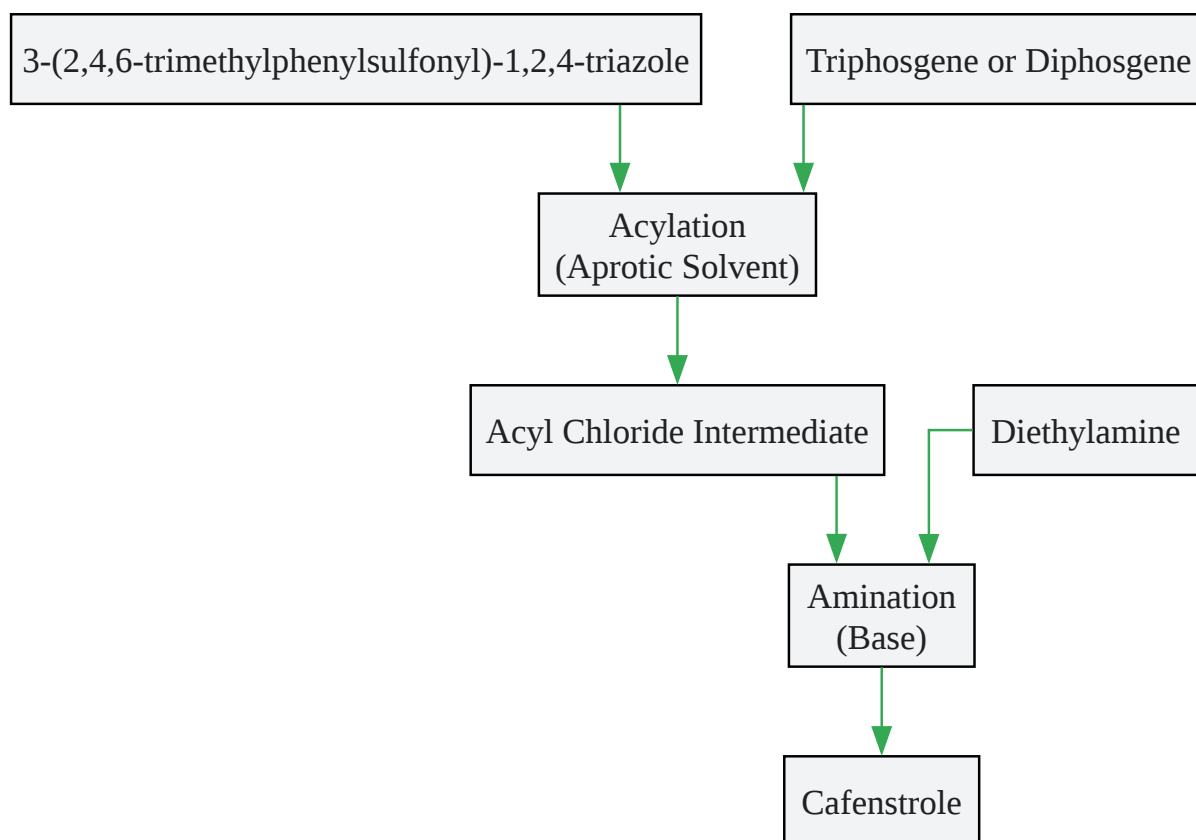 3-(2,4,6-trimethylphenylsulfonyl)-1,2,4-triazole
Triphosgene or Diphosgene
Acylation
(Aprotic Solvent)
Acyl Chloride Intermediate
Diethylamine
Amination
(Base)
Cafenstrole